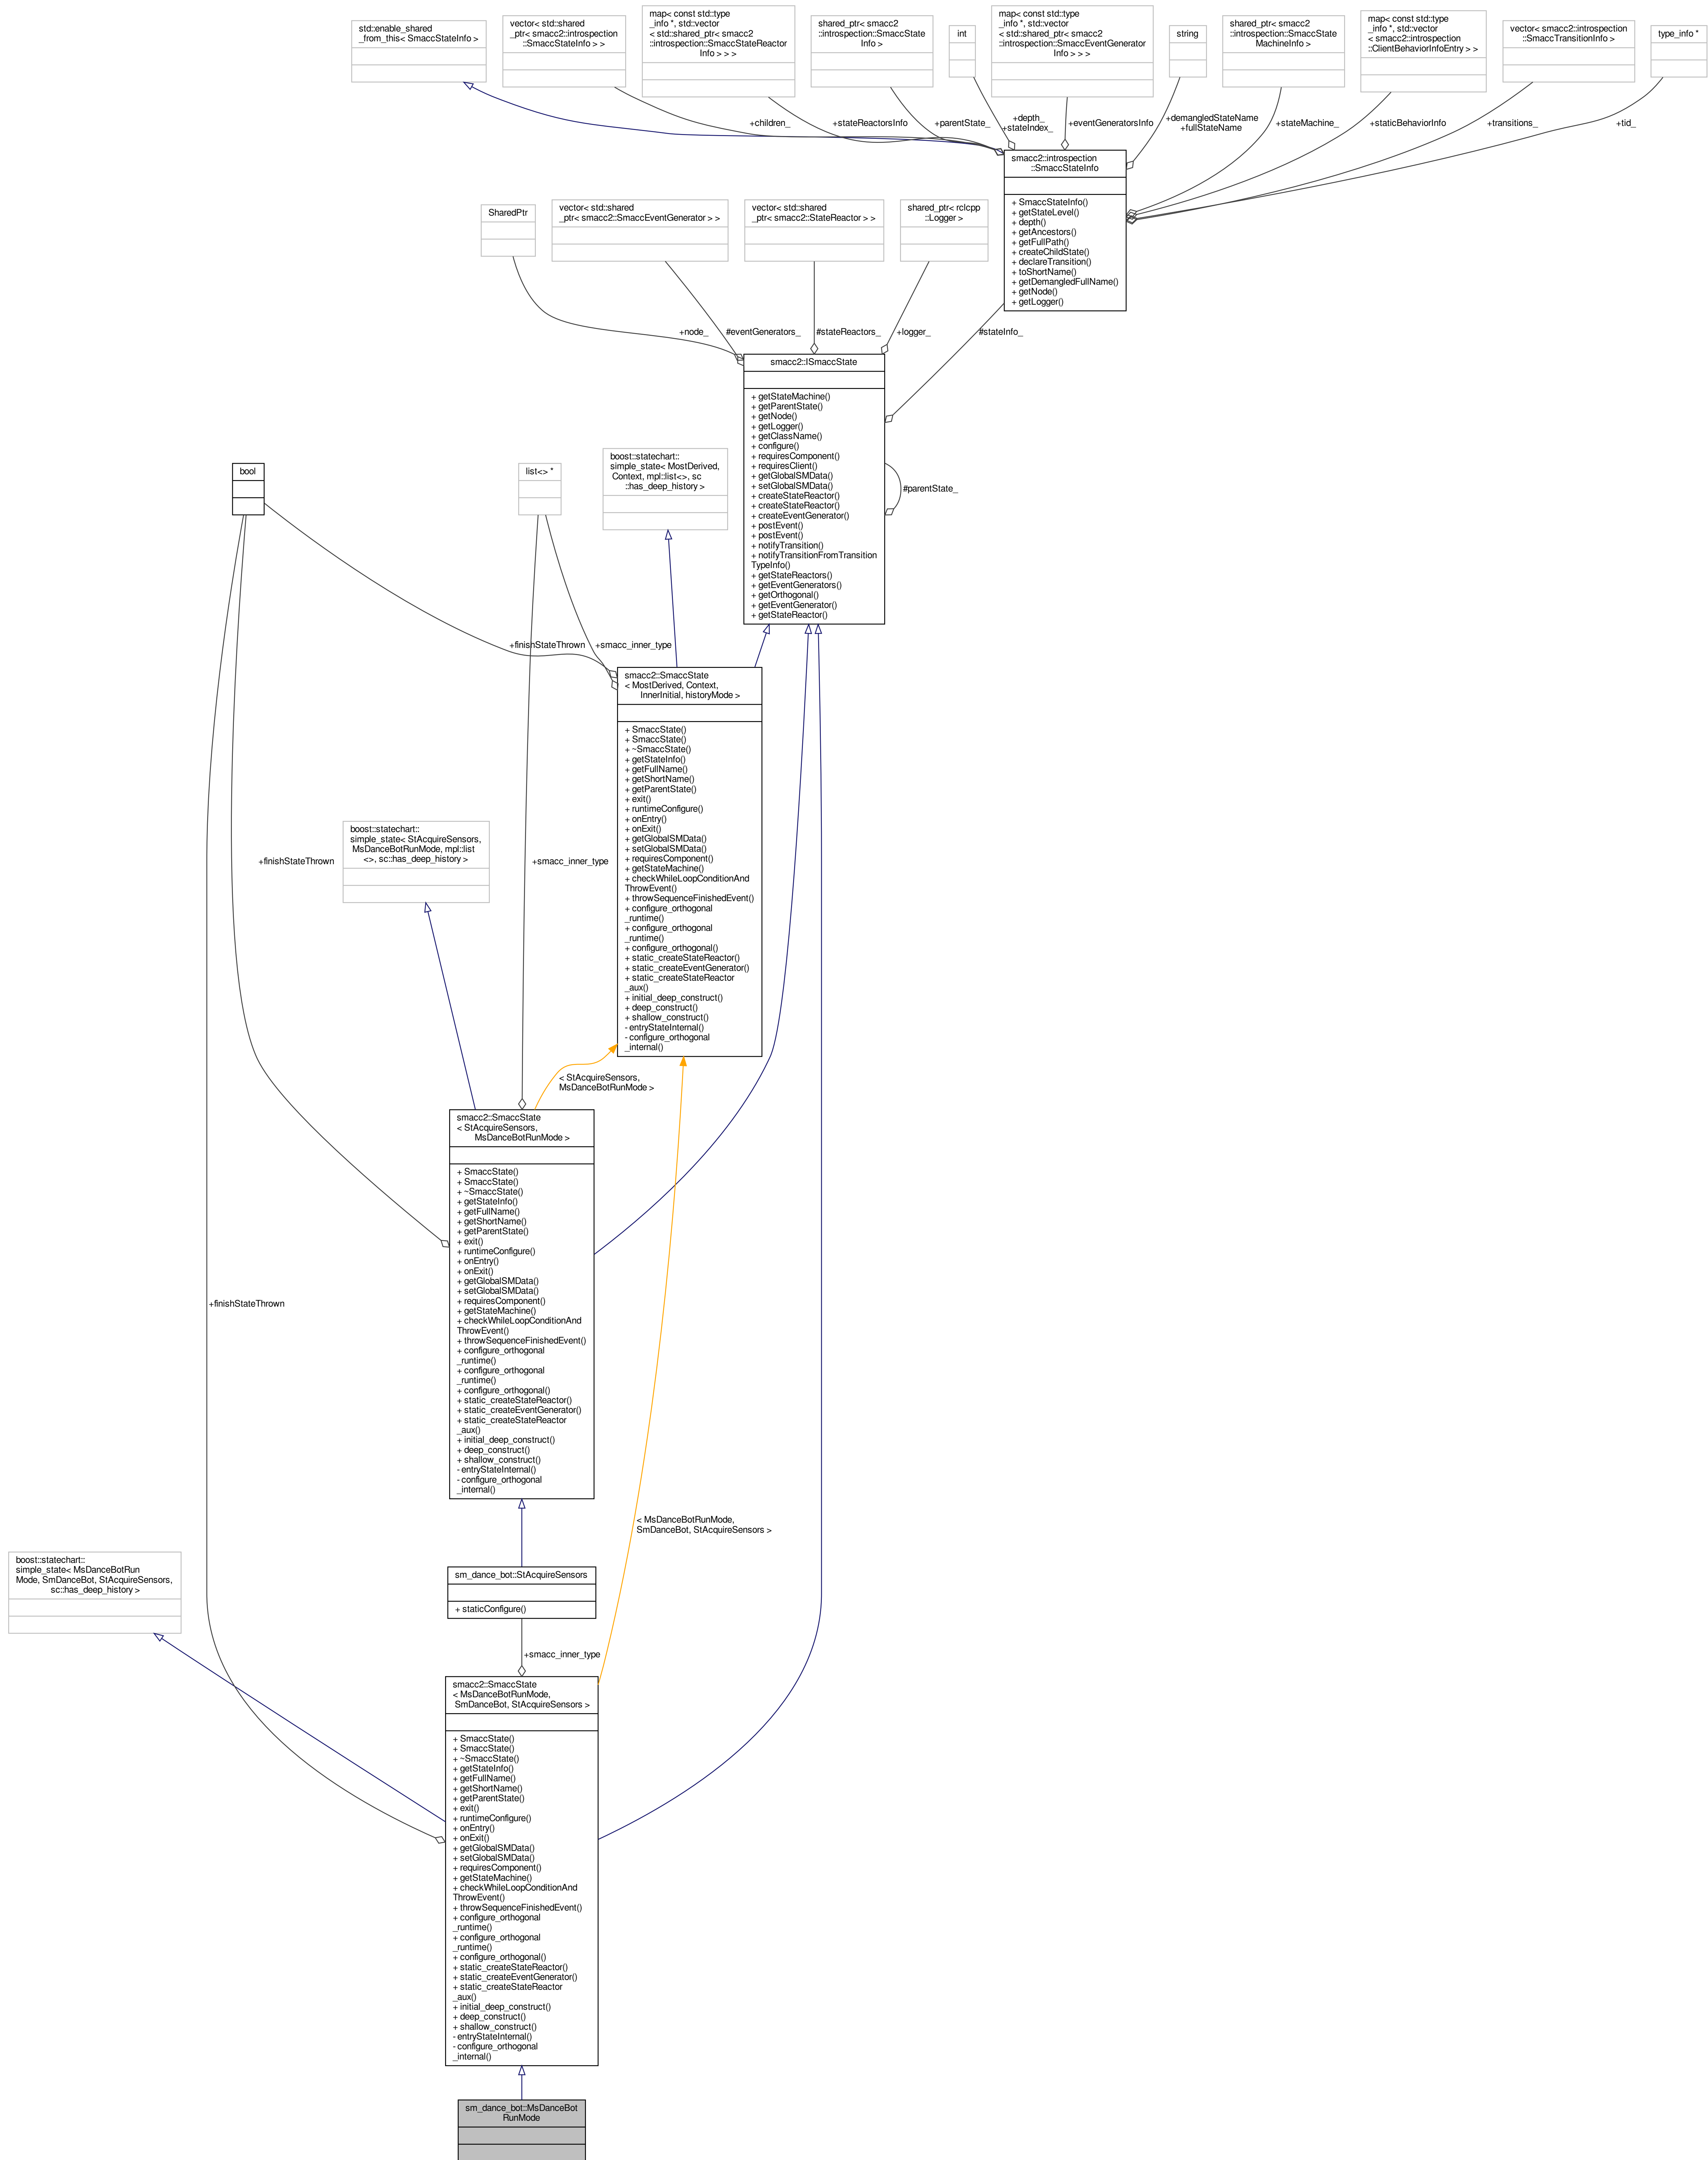 std::enable_shared
_from_this< SmaccStateInfo >
vector< std::shared
_ptr< smacc2::introspection
::SmaccStateInfo > >
map< const std::type
_info *, std::vector
< std::shared_ptr< smacc2
::introspection::SmaccStateReactor
Info > > >
shared_ptr< smacc2
::introspection::SmaccState
Info >
int
map< const std::type
_info *, std::vector
< std::shared_ptr< smacc2
::introspection::SmaccEventGenerator
Info > > >
string
shared_ptr< smacc2
::introspection::SmaccState
MachineInfo >
map< const std::type
_info *, std::vector
< smacc2::introspection
::ClientBehaviorInfoEntry > >
vector< smacc2::introspection
::SmaccTransitionInfo >
type_info *
+children_
+stateReactorsInfo
+parentState_
+depth_
+stateIndex_
+eventGeneratorsInfo
+demangledStateName
+fullStateName
+stateMachine_
+staticBehaviorInfo
+transitions_
+tid_
smacc2::introspection
::SmaccStateInfo
+ SmaccStateInfo()
+ getStateLevel()
+ depth()
+ getAncestors()
+ getFullPath()
+ createChildState()
+ declareTransition()
+ toShortName()
+ getDemangledFullName()
+ getNode()
+ getLogger()
SharedPtr
vector< std::shared
_ptr< smacc2::SmaccEventGenerator > >
vector< std::shared
_ptr< smacc2::StateReactor > >
shared_ptr< rclcpp
::Logger >
+node_
#eventGenerators_
#stateReactors_
+logger_
#stateInfo_
smacc2::ISmaccState
+ getStateMachine()
+ getParentState()
+ getNode()
+ getLogger()
+ getClassName()
+ configure()
+ requiresComponent()
+ requiresClient()
+ getGlobalSMData()
+ setGlobalSMData()
+ createStateReactor()
+ createStateReactor()
+ createEventGenerator()
+ postEvent()
+ postEvent()
+ notifyTransition()
+ notifyTransitionFromTransition
TypeInfo()
+ getStateReactors()
+ getEventGenerators()
+ getOrthogonal()
+ getEventGenerator()
+ getStateReactor()
#parentState_
bool
list<> *
boost::statechart::
simple_state< MostDerived,
Context, mpl::list<>, sc
::has_deep_history >
+finishStateThrown
+smacc_inner_type
smacc2::SmaccState
< MostDerived, Context,
InnerInitial, historyMode >
+ SmaccState()
+ SmaccState()
+ ~SmaccState()
+ getStateInfo()
+ getFullName()
+ getShortName()
+ getParentState()
+ exit()
+ runtimeConfigure()
+ onEntry()
+ onExit()
+ getGlobalSMData()
+ setGlobalSMData()
+ requiresComponent()
+ getStateMachine()
+ checkWhileLoopConditionAnd
ThrowEvent()
+ throwSequenceFinishedEvent()
+ configure_orthogonal
_runtime()
+ configure_orthogonal
_runtime()
+ configure_orthogonal()
+ static_createStateReactor()
+ static_createEventGenerator()
+ static_createStateReactor
_aux()
+ initial_deep_construct()
+ deep_construct()
+ shallow_construct()
- entryStateInternal()
- configure_orthogonal
_internal()
boost::statechart::
simple_state< StAcquireSensors,
MsDanceBotRunMode, mpl::list
<>, sc::has_deep_history >
+finishStateThrown
+smacc_inner_type
< StAcquireSensors,
MsDanceBotRunMode >
smacc2::SmaccState
< StAcquireSensors,
MsDanceBotRunMode >
+ SmaccState()
+ SmaccState()
+ ~SmaccState()
+ getStateInfo()
+ getFullName()
+ getShortName()
+ getParentState()
+ exit()
+ runtimeConfigure()
+ onEntry()
+ onExit()
+ getGlobalSMData()
+ setGlobalSMData()
+ requiresComponent()
+ getStateMachine()
+ checkWhileLoopConditionAnd
ThrowEvent()
+ throwSequenceFinishedEvent()
+ configure_orthogonal
_runtime()
+ configure_orthogonal
_runtime()
+ configure_orthogonal()
+ static_createStateReactor()
+ static_createEventGenerator()
+ static_createStateReactor
_aux()
+ initial_deep_construct()
+ deep_construct()
+ shallow_construct()
- entryStateInternal()
- configure_orthogonal
_internal()
+finishStateThrown
< MsDanceBotRunMode,
SmDanceBot, StAcquireSensors >
boost::statechart::
simple_state< MsDanceBotRun
Mode, SmDanceBot, StAcquireSensors,
sc::has_deep_history >
sm_dance_bot::StAcquireSensors
+ staticConfigure()
+smacc_inner_type
smacc2::SmaccState
< MsDanceBotRunMode,
SmDanceBot, StAcquireSensors >
+ SmaccState()
+ SmaccState()
+ ~SmaccState()
+ getStateInfo()
+ getFullName()
+ getShortName()
+ getParentState()
+ exit()
+ runtimeConfigure()
+ onEntry()
+ onExit()
+ getGlobalSMData()
+ setGlobalSMData()
+ requiresComponent()
+ getStateMachine()
+ checkWhileLoopConditionAnd
ThrowEvent()
+ throwSequenceFinishedEvent()
+ configure_orthogonal
_runtime()
+ configure_orthogonal
_runtime()
+ configure_orthogonal()
+ static_createStateReactor()
+ static_createEventGenerator()
+ static_createStateReactor
_aux()
+ initial_deep_construct()
+ deep_construct()
+ shallow_construct()
- entryStateInternal()
- configure_orthogonal
_internal()
sm_dance_bot::MsDanceBot
RunMode